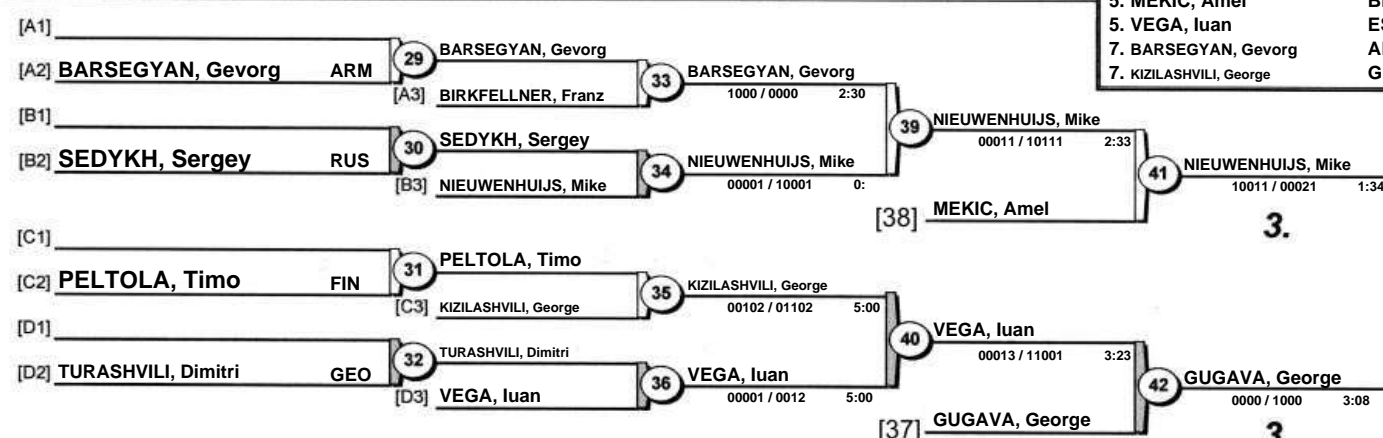 5. MEKIC, Amel
5. VEGA, Iuan
7. BARSEGYAN, Gevorg
7. KIZILASHVILI, George
[A1]
[A2] BARSEGYAN, Gevorg ARM
29
BARSEGYAN, Gevorg
[A3] BIRKFELLNER, Franz
33
BARSEGYAN, Gevorg
1000 / 0000 2:30
[B1]
[B2] SEDYKH, Sergey RUS
30
SEDYKH, Sergey
[B3] NIEUWENHUIJS, Mike
34
NIEUWENHUIJS, Mike
00001 / 10001 0:
39
NIEUWENHUIJS, Mike
00011 / 10111 2:33
[38] MEKIC, Amel
41
NIEUWENHUIJS, Mike
10011 / 00021 1:34
3.
[C1]
[C2] PELTOLA, Timo FIN
31
PELTOLA, Timo
[C3] KIZILASHVILI, George
35
KIZILASHVILI, George
00102 / 01102 5:00
[D1]
[D2] TURASHVILI, Dimitri GEO
32
TURASHVILI, Dimitri
[D3] VEGA, Iuan
36
VEGA, Iuan
00001 / 0012 5:00
40
VEGA, Iuan
00013 / 11001 3:23
[37] GUGAVA, George
42
GUGAVA, George
0000 / 1000 3:08
3